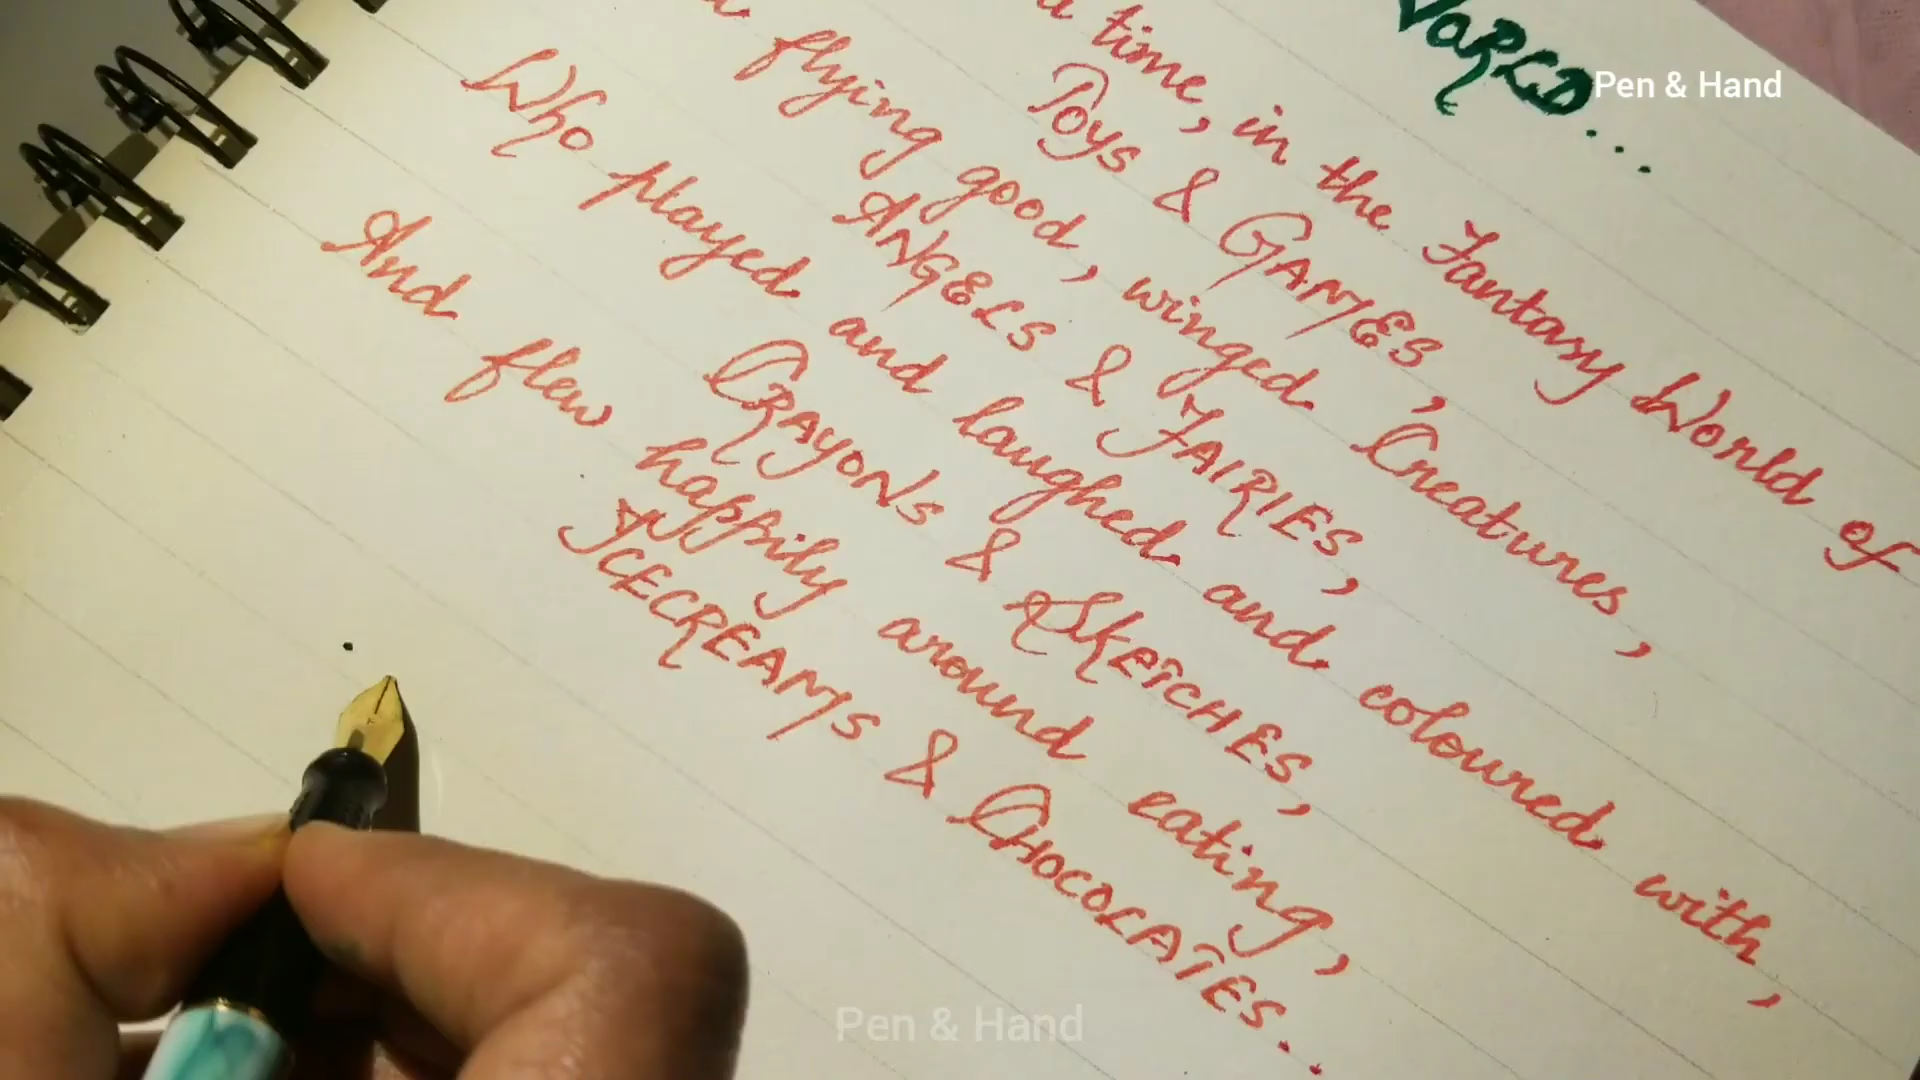 WORLD...
Pen & Hand
a time, in the Fantasy World of
Toys & GAMES,
flying good, winged Creatures,
ANGELS & FAIRIES,
Who played and laughed and coloured with,
CRAYONS & SKETCHES,
And flew happily around eating,
ICECREAMS & CHOCOLATES..
Pen & Hand